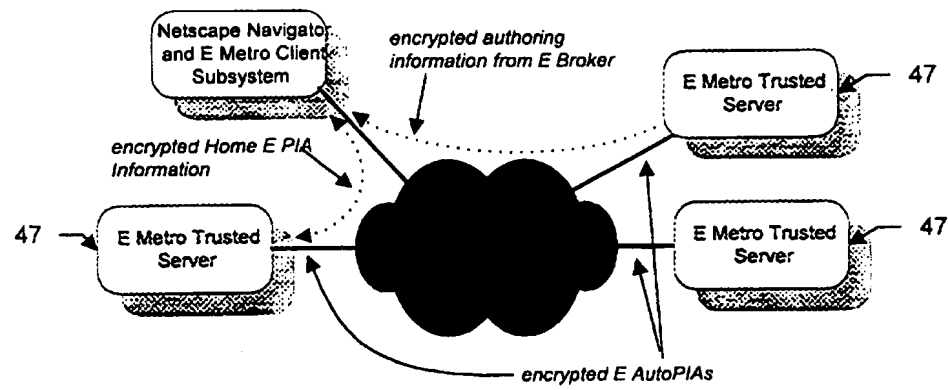 Netscape Navigator
and E Metro Client
Subsystem
encrypted authoring
information from E Broker
E Metro Trusted
Server
47
encrypted Home E PIA
Information
47
E Metro Trusted
Server
E Metro Trusted
Server
47
encrypted E AutoPIAs